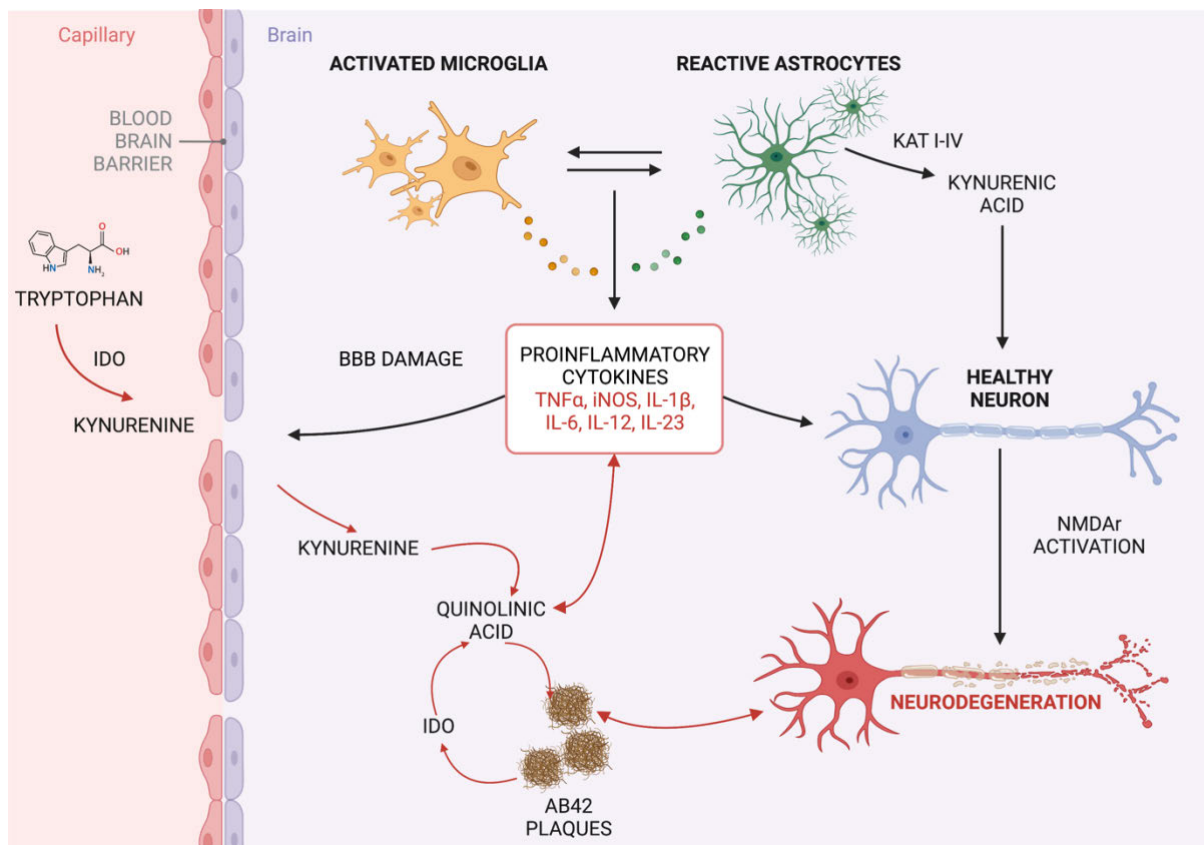 Capillary
Brain
ACTIVATED MICROGLIA
REACTIVE ASTROCYTES
BLOOD
BRAIN
BARRIER
KAT I-IV
KYNURENIC
ACID
O
OH
NH₂
HN
TRYPTOPHAN
IDO
KYNURENINE
BBB DAMAGE
PROINFLAMMATORY
CYTOKINES
TNFα, iNOS, IL-1β,
IL-6, IL-12, IL-23
HEALTHY
NEURON
NMDAr
ACTIVATION
KYNURENINE
QUINOLINIC
ACID
IDO
AB42
PLAQUES
NEURODEGENERATION